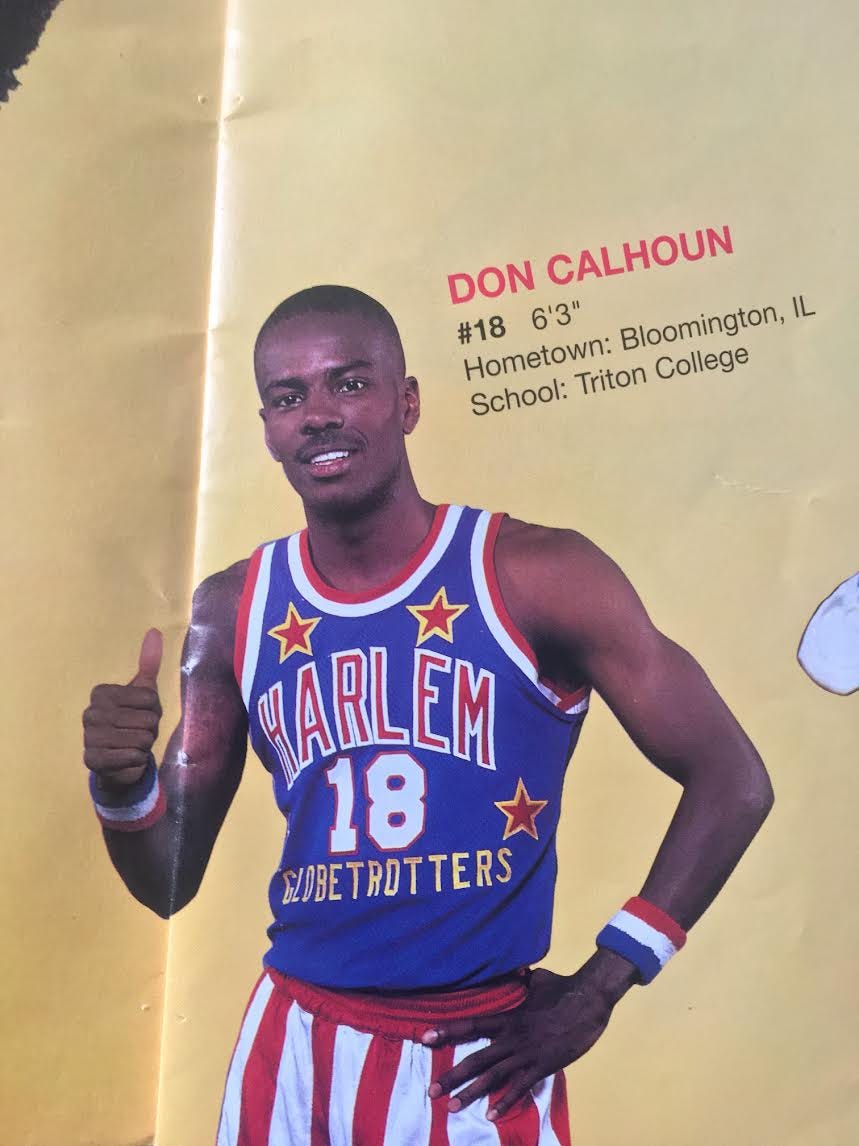 DON CALHOUN
#18 6'3"
Hometown: Bloomington, IL
School: Triton College
HARLEM
18
GLOBETROTTERS